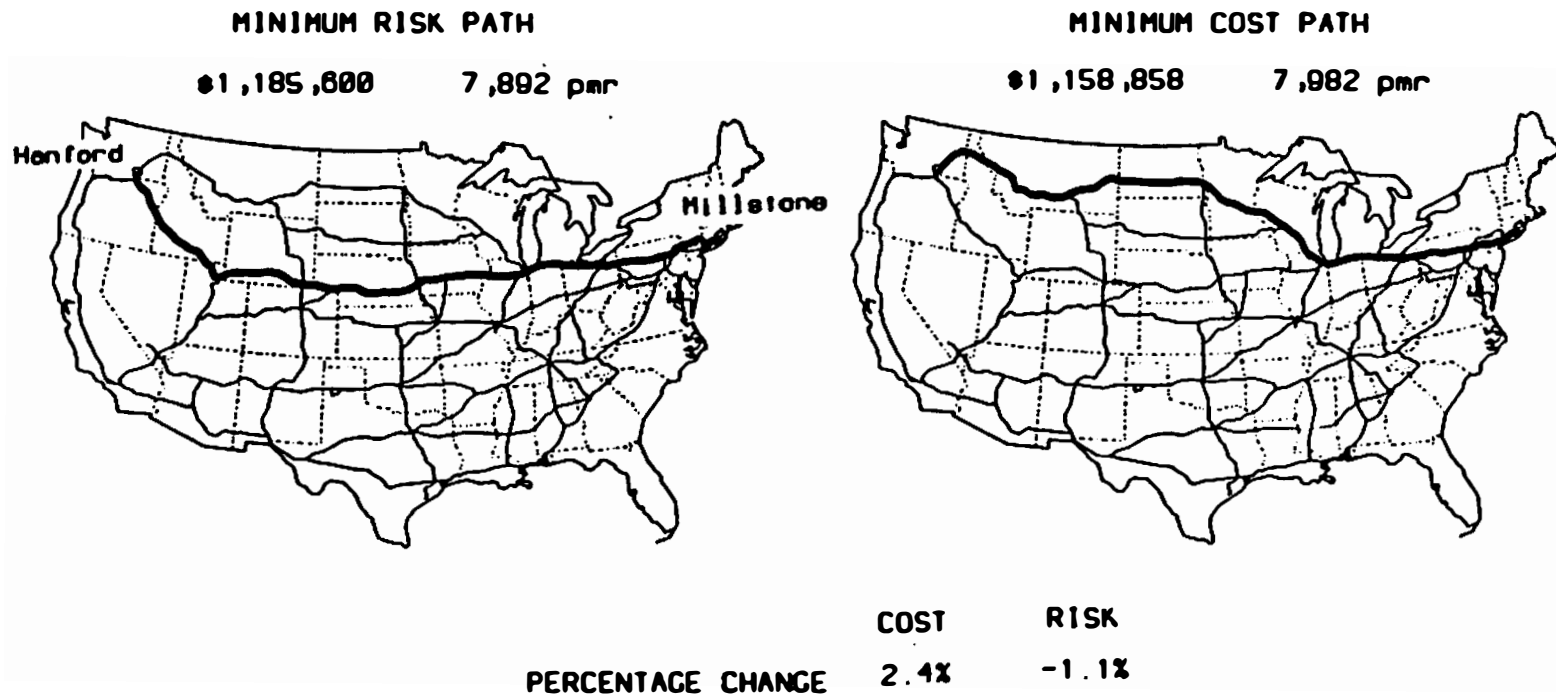 MINIMUM RISK PATH
$1,185,600 7,892 pmr
Hanford
Millstone
MINIMUM COST PATH
$1,158,858 7,982 pmr
COST RISK
PERCENTAGE CHANGE 2.4% -1.1%